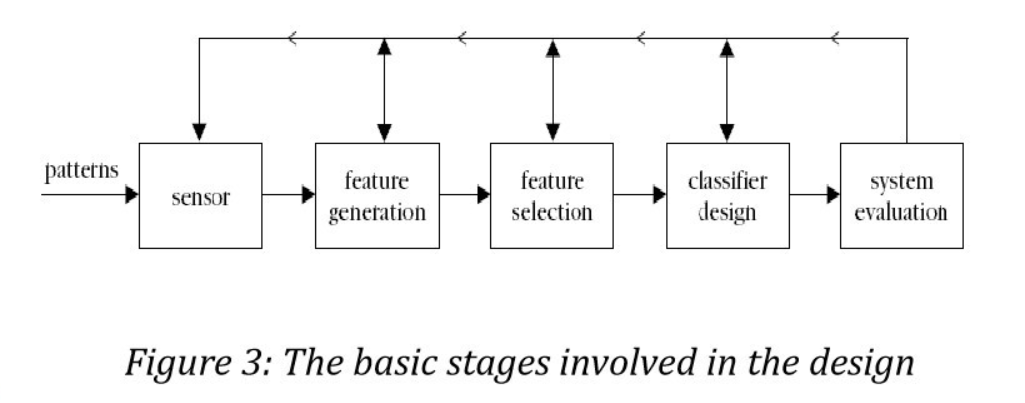 patterns
sensor
feature
generation
feature
selection
classifier
design
system
evaluation
Figure 3: The basic stages involved in the design